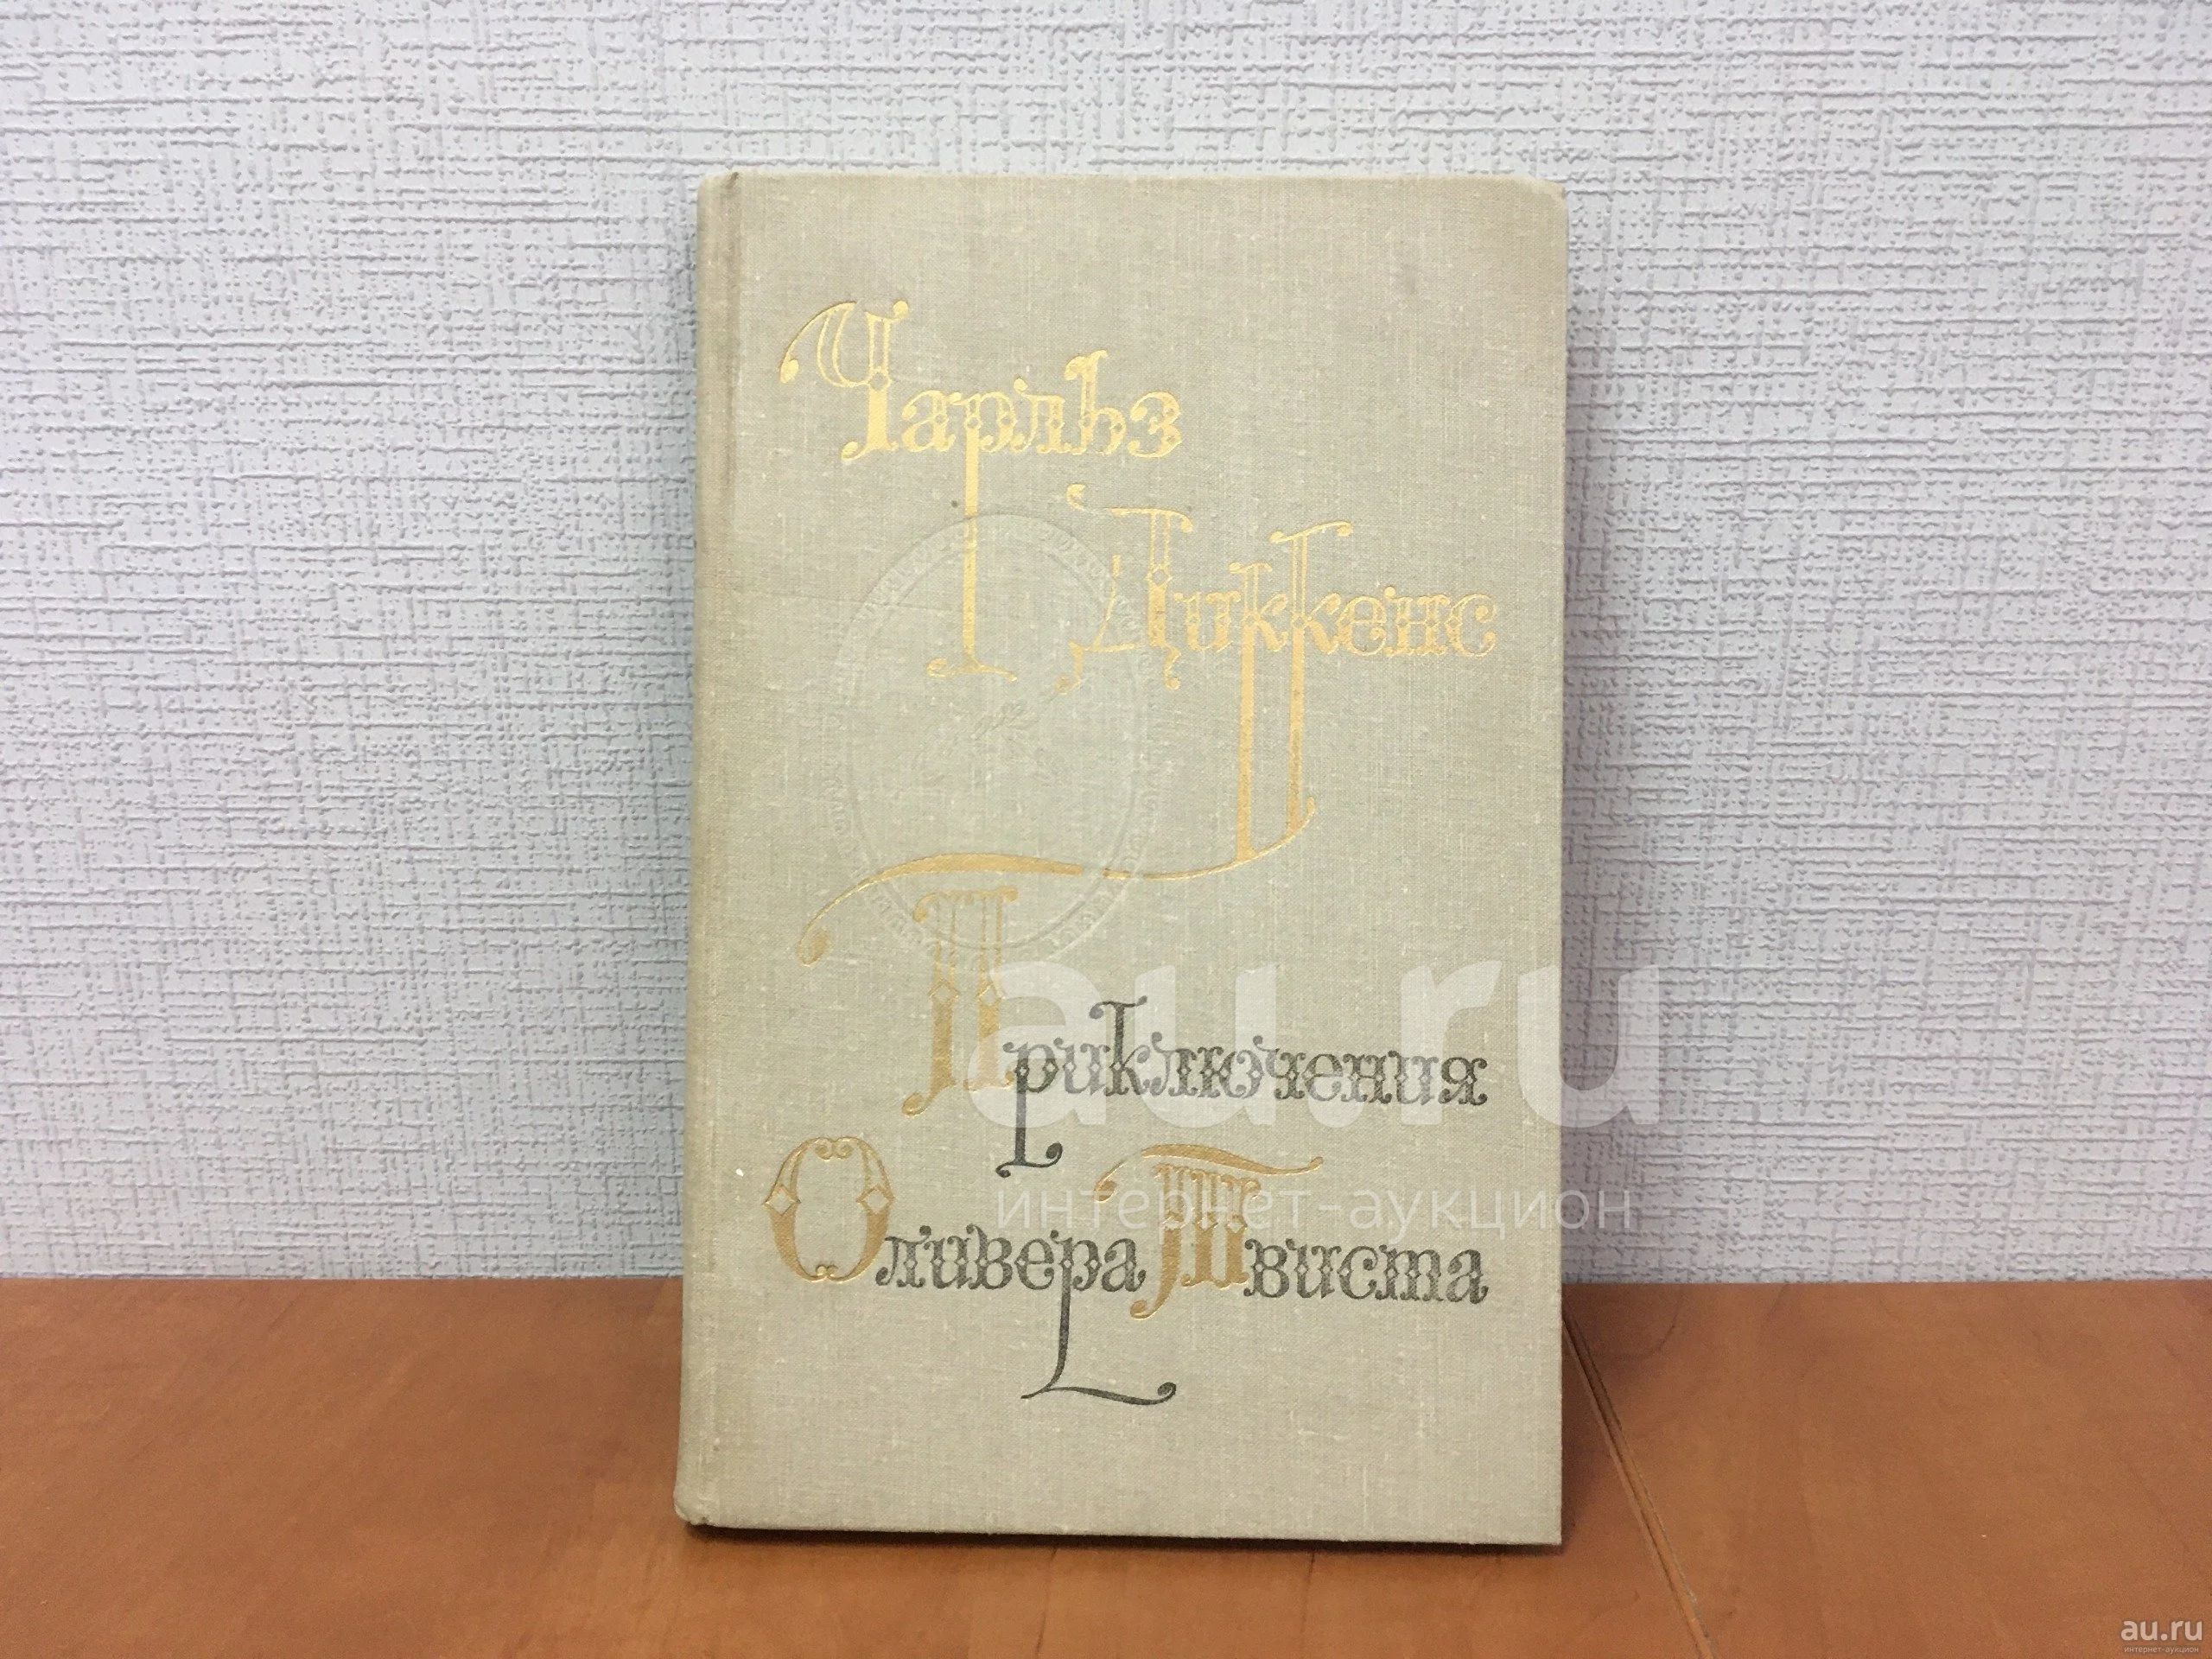 Чарльз
Диккенс
Приключения
Оливера Твиста
au.ru
интернет-аукцион
au.ru
интернет-аукцион